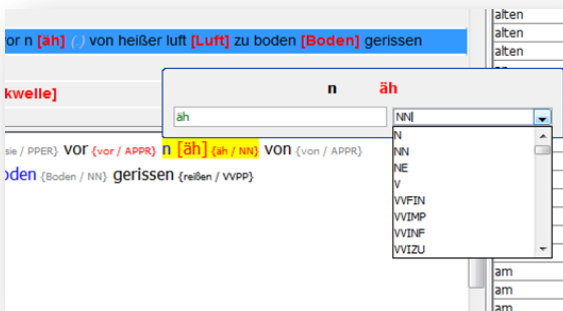 alten
alten
alten
or n [äh] (.) von heißer luft [Luft] zu boden [Boden] gerissen
kwelle]
n äh
äh NN
sie / PPER} vor {vor / APPR} n [äh] {äh / NN} von {von / APPR}
oden {Boden / NN} gerissen {reißen / VVPP}
N
NN
NE
V
VVFIN
VVIMP
VVINF
VVIZU
am
am
am